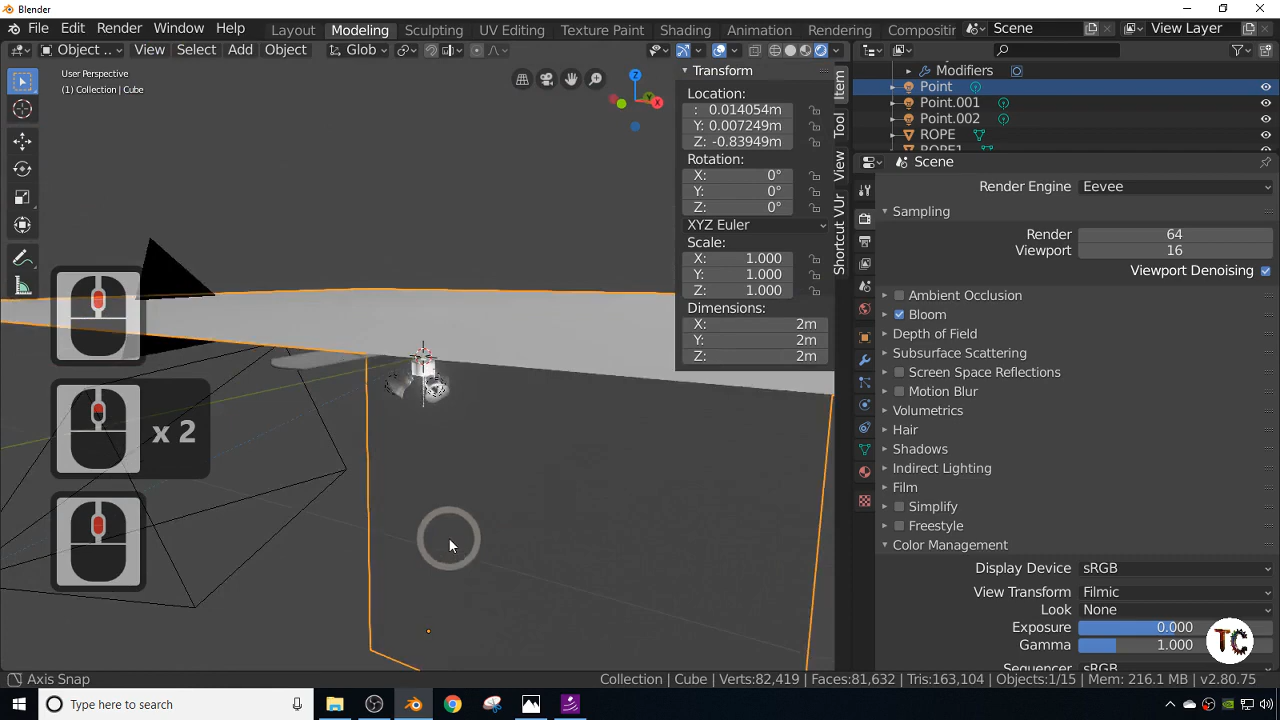 Blender
File Edit Render Window Help Layout Modeling Sculpting UV Editing Texture Paint Shading Animation Rendering Compositir Scene View Layer
Object .. View Select Add Object Glob
User Perspective
(1) Collection | Cube
Z
Y
X
Transform
Location:
: 0.014054m
Y: 0.007249m
Z: -0.83949m
Rotation:
X: 0°
Y: 0°
Z: 0°
XYZ Euler
Scale:
X: 1.000
Y: 1.000
Z: 1.000
Dimensions:
X: 2m
Y: 2m
Z: 2m
Item
Tool
View
Shortcut VUr
Modifiers
Point
Point.001
Point.002
ROPE
ROPE1
Scene
Render Engine Eevee
Sampling
Render 64
Viewport 16
Viewport Denoising
Ambient Occlusion
Bloom
Depth of Field
Subsurface Scattering
Screen Space Reflections
Motion Blur
Volumetrics
Hair
Shadows
Indirect Lighting
Film
Simplify
Freestyle
Color Management
Display Device sRGB
View Transform Filmic
Look None
Exposure 0.000
Gamma 1.000
Sequencer sRGB
x 2
TC
Axis Snap Collection | Cube | Verts:82,419 | Faces:81,632 | Tris:163,104 | Objects:1/15 | Mem: 216.1 MB | v2.80.75
Type here to search